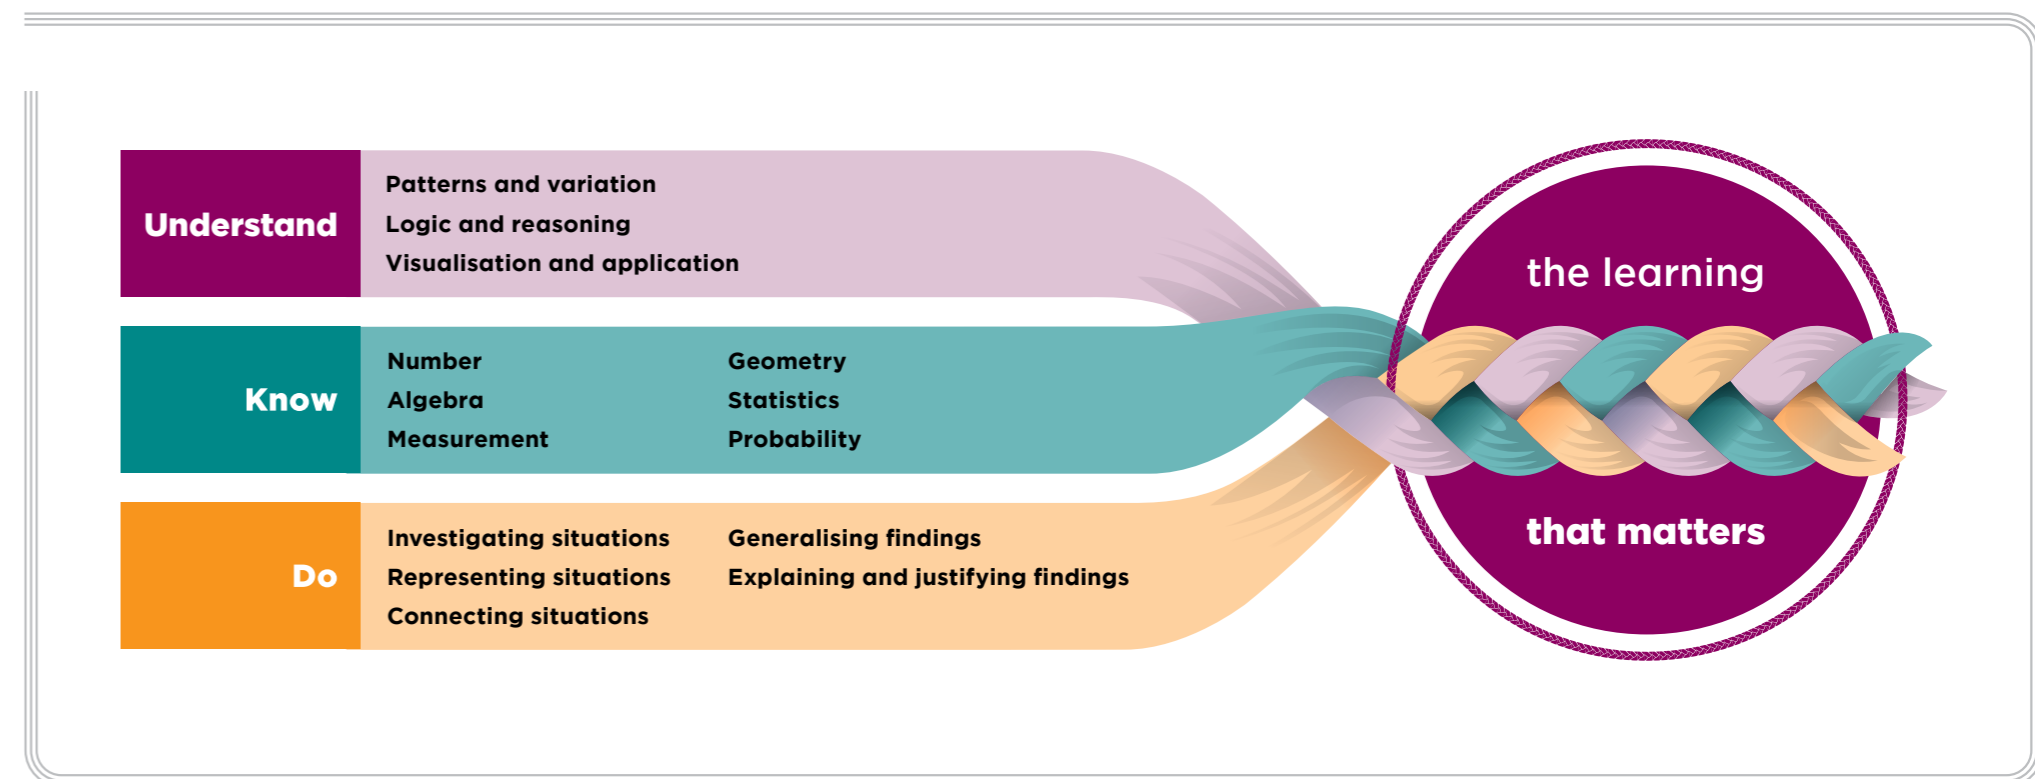 Understand
Patterns and variation
Logic and reasoning
Visualisation and application
Know
Number
Algebra
Measurement
Geometry
Statistics
Probability
Do
Investigating situations
Representing situations
Connecting situations
Generalising findings
Explaining and justifying findings
the learning
that matters